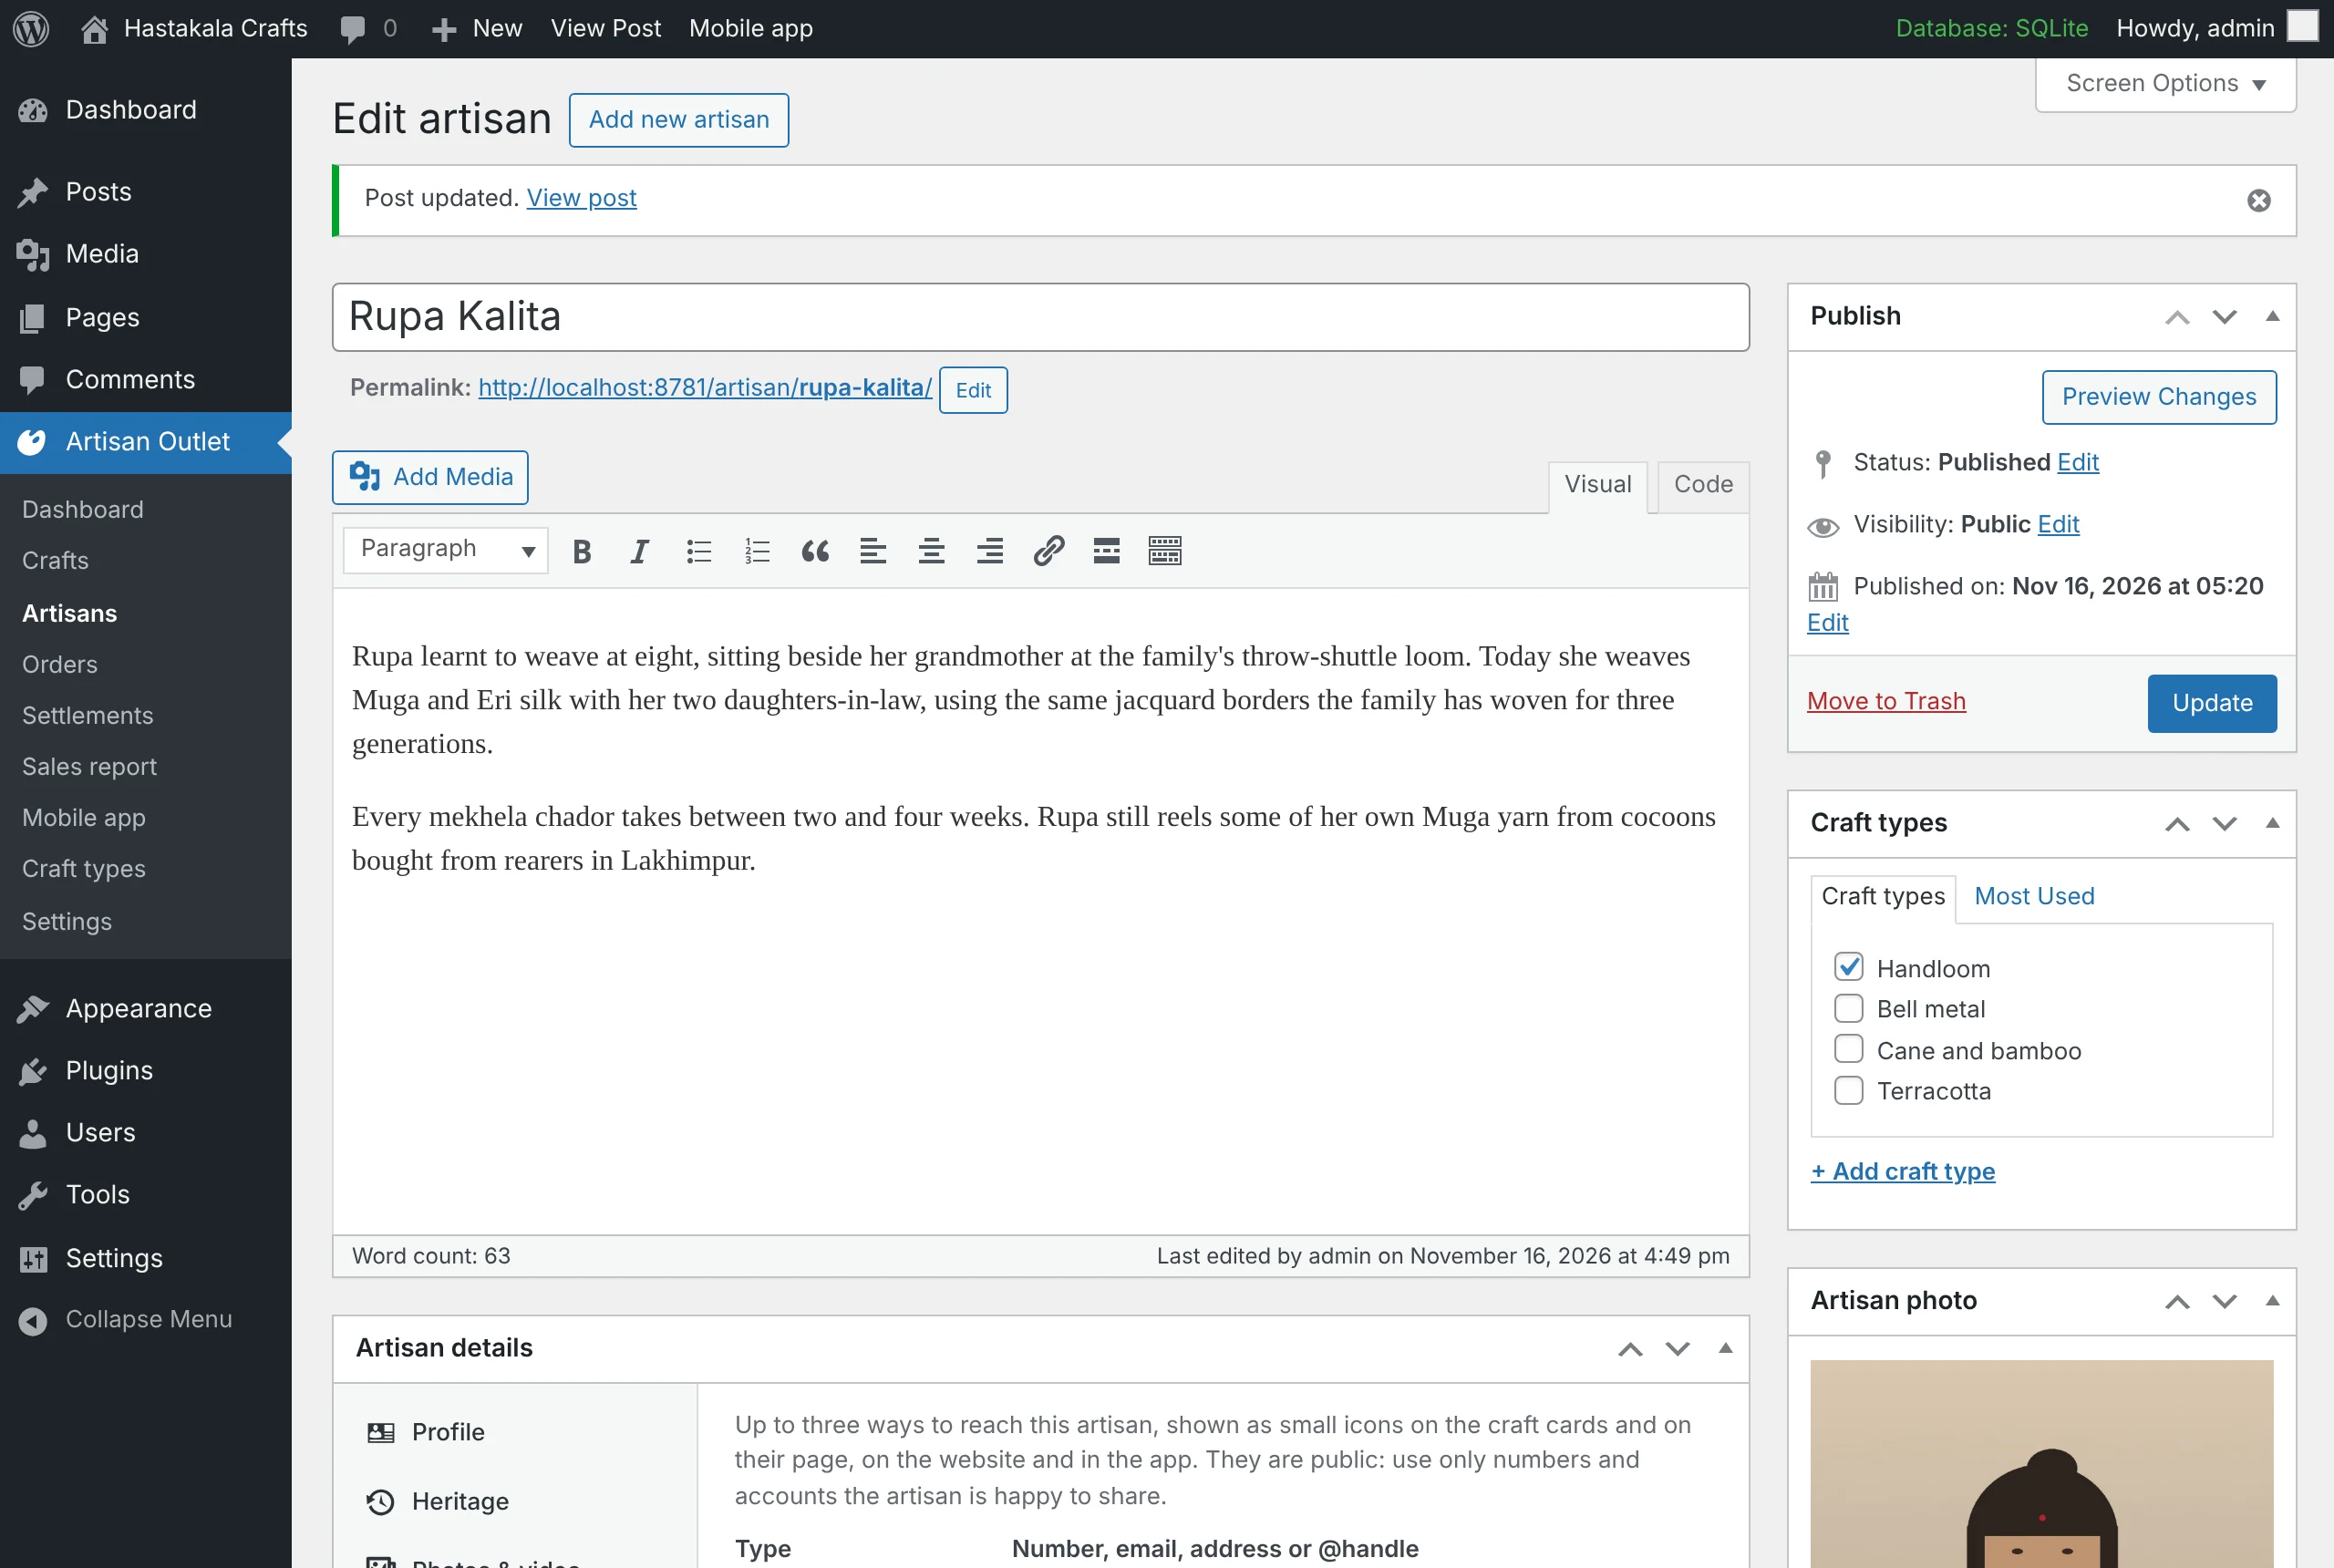 Hastakala Crafts
0
New
View Post
Mobile app
Database: SQLite
Howdy, admin
Dashboard
Posts
Media
Pages
Comments
Artisan Outlet
Dashboard
Crafts
Artisans
Orders
Settlements
Sales report
Mobile app
Craft types
Settings
Appearance
Plugins
Users
Tools
Settings
Collapse Menu
Screen Options
Edit artisan
Add new artisan
Post updated. View post
Rupa Kalita
Permalink: http://localhost:8781/artisan/rupa-kalita/
Edit
Add Media
Visual
Code
Paragraph
Rupa learnt to weave at eight, sitting beside her grandmother at the family's throw-shuttle loom. Today she weaves
Muga and Eri silk with her two daughters-in-law, using the same jacquard borders the family has woven for three
generations.
Every mekhela chador takes between two and four weeks. Rupa still reels some of her own Muga yarn from cocoons
bought from rearers in Lakhimpur.
Word count: 63
Last edited by admin on November 16, 2026 at 4:49 pm
Artisan details
Profile
Heritage
Photos & video
Up to three ways to reach this artisan, shown as small icons on the craft cards and on
their page, on the website and in the app. They are public: use only numbers and
accounts the artisan is happy to share.
Type
Number, email, address or @handle
Publish
Preview Changes
Status: Published Edit
Visibility: Public Edit
Published on: Nov 16, 2026 at 05:20
Edit
Move to Trash
Update
Craft types
Craft types
Most Used
Handloom
Bell metal
Cane and bamboo
Terracotta
+ Add craft type
Artisan photo